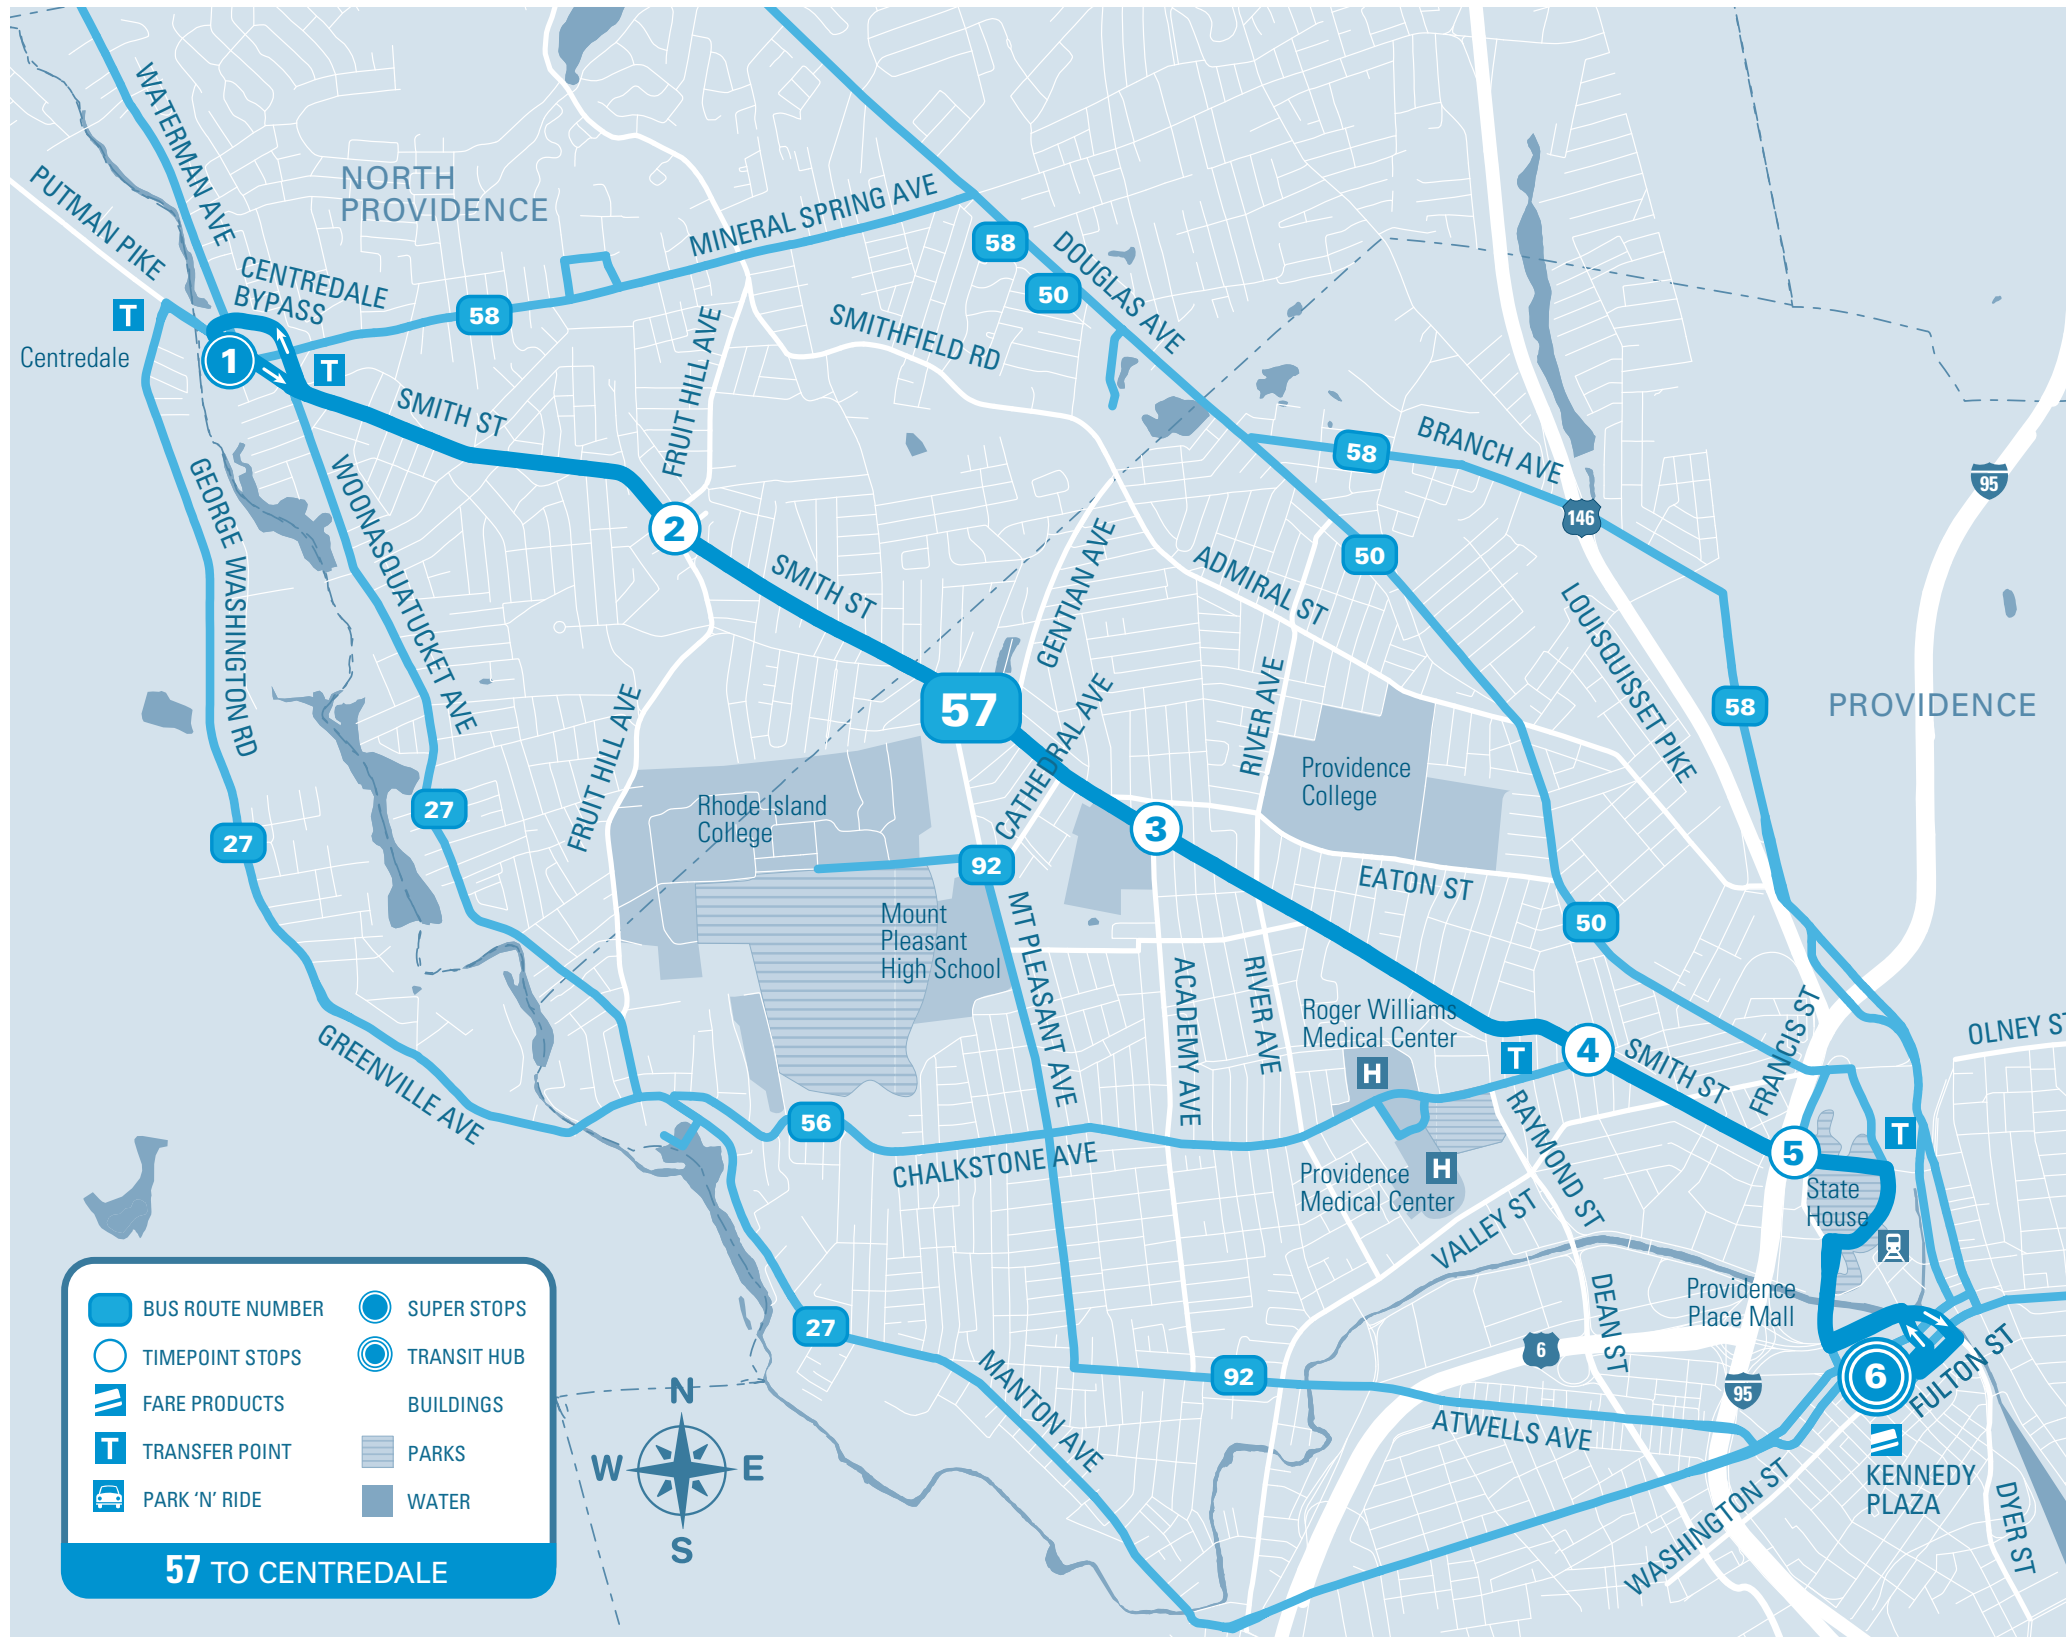 WATERMAN AVE
PUTMAN PIKE
NORTH
PROVIDENCE
MINERAL SPRING AVE
58
DOUGLAS AVE
50
CENTREDALE
BYPASS
T
58
Centredale
1
T
SMITH ST
FRUIT HILL AVE
SMITHFIELD RD
58
BRANCH AVE
95
146
GEORGE WASHINGTON RD
WOONASQUATUCKET AVE
2
SMITH ST
GENTIAN AVE
ADMIRAL ST
50
LOUISQUISSET PIKE
57
CATHEDRAL AVE
RIVER AVE
58
PROVIDENCE
FRUIT HILL AVE
Providence
College
27
27
Rhode Island
College
3
92
EATON ST
Mount
Pleasant
High School
MT PLEASANT AVE
ACADEMY AVE
RIVER AVE
50
Roger Williams
Medical Center
H
T
4
SMITH ST
FRANCIS ST
OLNEY ST
GREENVILLE AVE
56
CHALKSTONE AVE
RAYMOND ST
T
5
Providence
Medical Center
H
VALLEY ST
State
House
DEAN ST
Providence
Place Mall
27
MANTON AVE
92
6
95
6
FULTON ST
ATWELLS AVE
WASHINGTON ST
KENNEDY
PLAZA
DYER ST
BUS ROUTE NUMBER
SUPER STOPS
TIMEPOINT STOPS
TRANSIT HUB
FARE PRODUCTS
BUILDINGS
T
TRANSFER POINT
PARKS
PARK ‘N’ RIDE
WATER
57 TO CENTREDALE
N
W
E
S